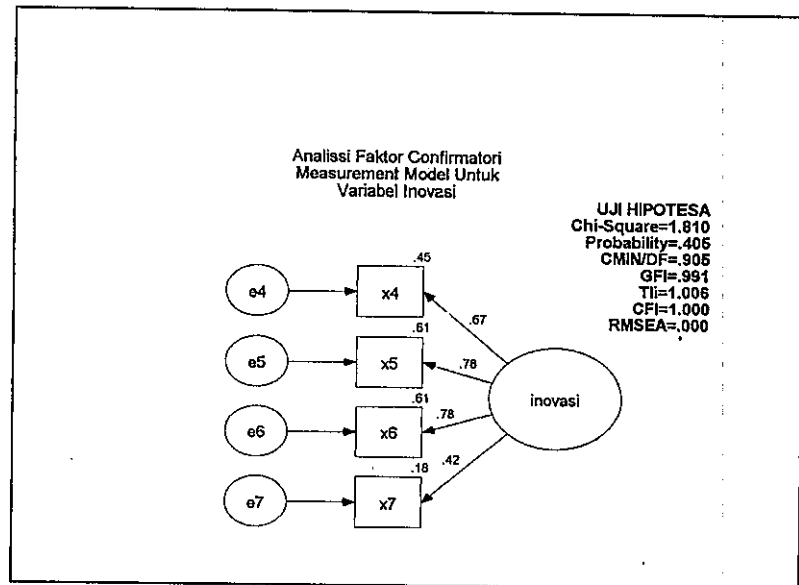 Analissi Faktor Confirmatori
Measurement Model Untuk
Variabel Inovasi
UJI HIPOTESA
Chi-Square=1.810
Probability=.405
CMIN/DF=.905
GFI=.991
Tli=1.006
CFI=1.000
RMSEA=.000
.45
e4
x4
.67
.61
e5
x5
.78
inovasi
.61
e6
x6
.78
.18
.42
e7
x7